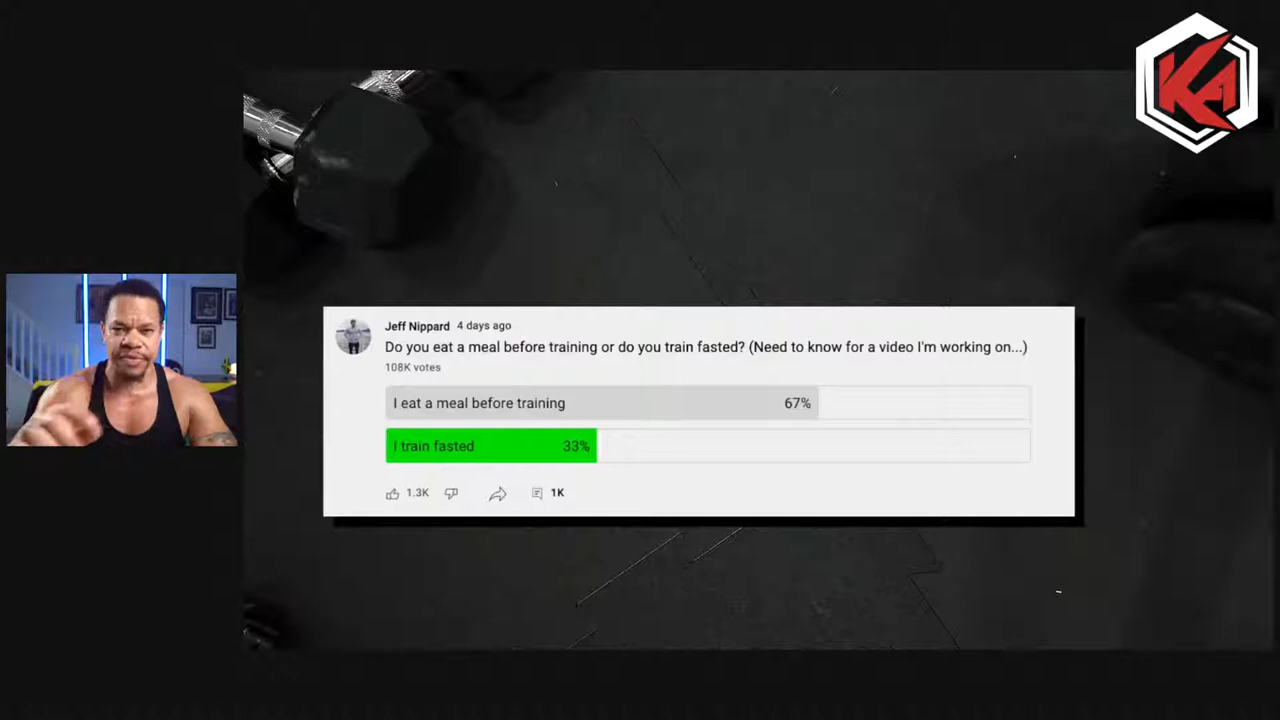 KA
Jeff Nippard 4 days ago
Do you eat a meal before training or do you train fasted? (Need to know for a video I'm working on...)
108K votes
I eat a meal before training 67%
I train fasted 33%
1.3K 1K